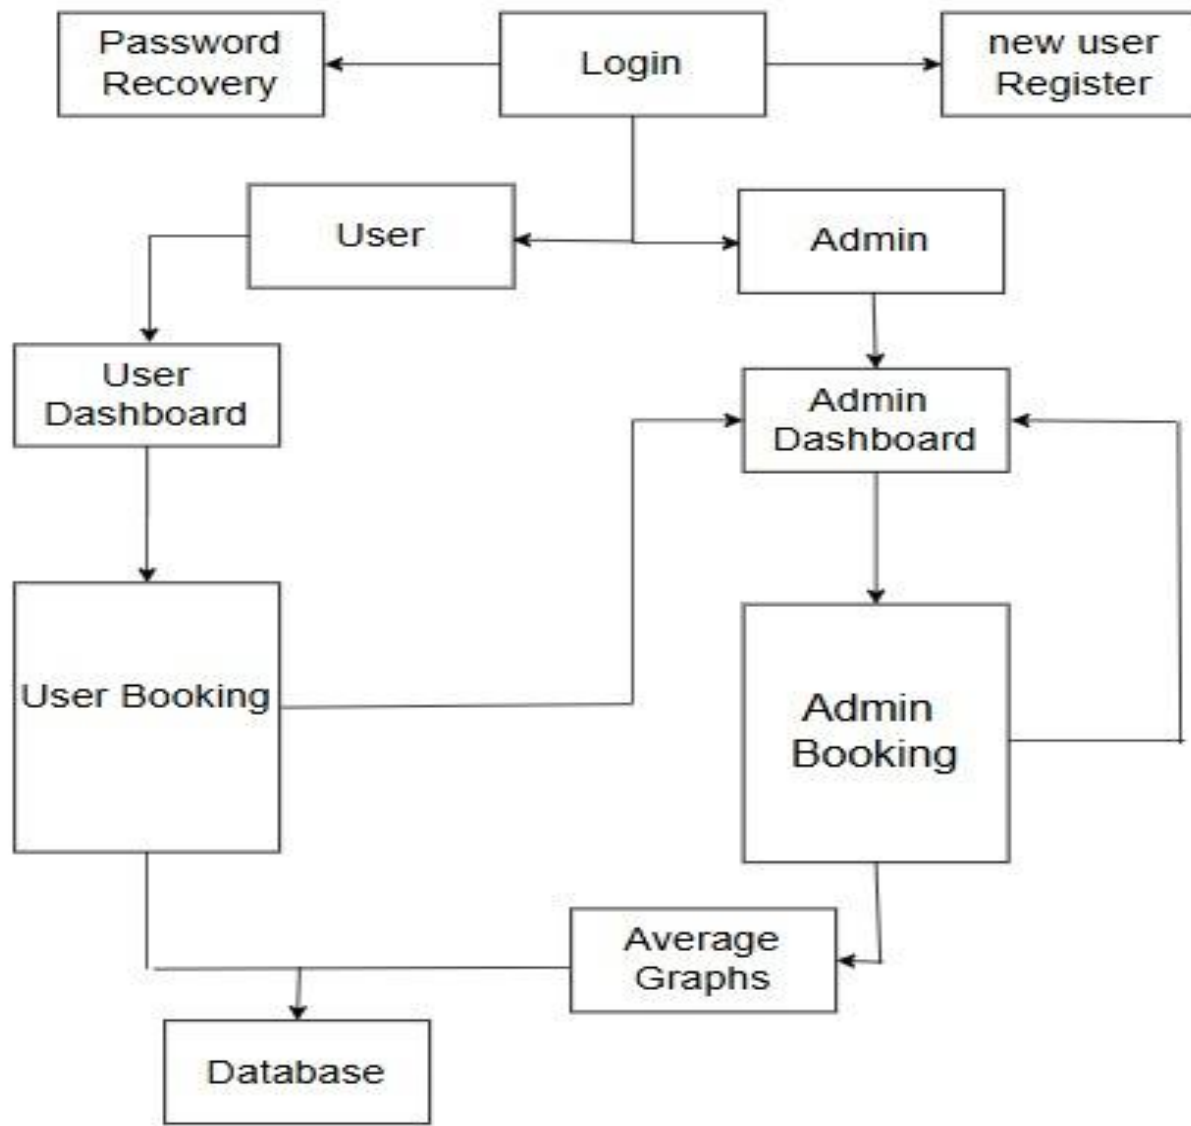 Password
Recovery
Login
new user
Register
User
Admin
User
Dashboard
Admin
Dashboard
User Booking
Admin
Booking
Average
Graphs
Database